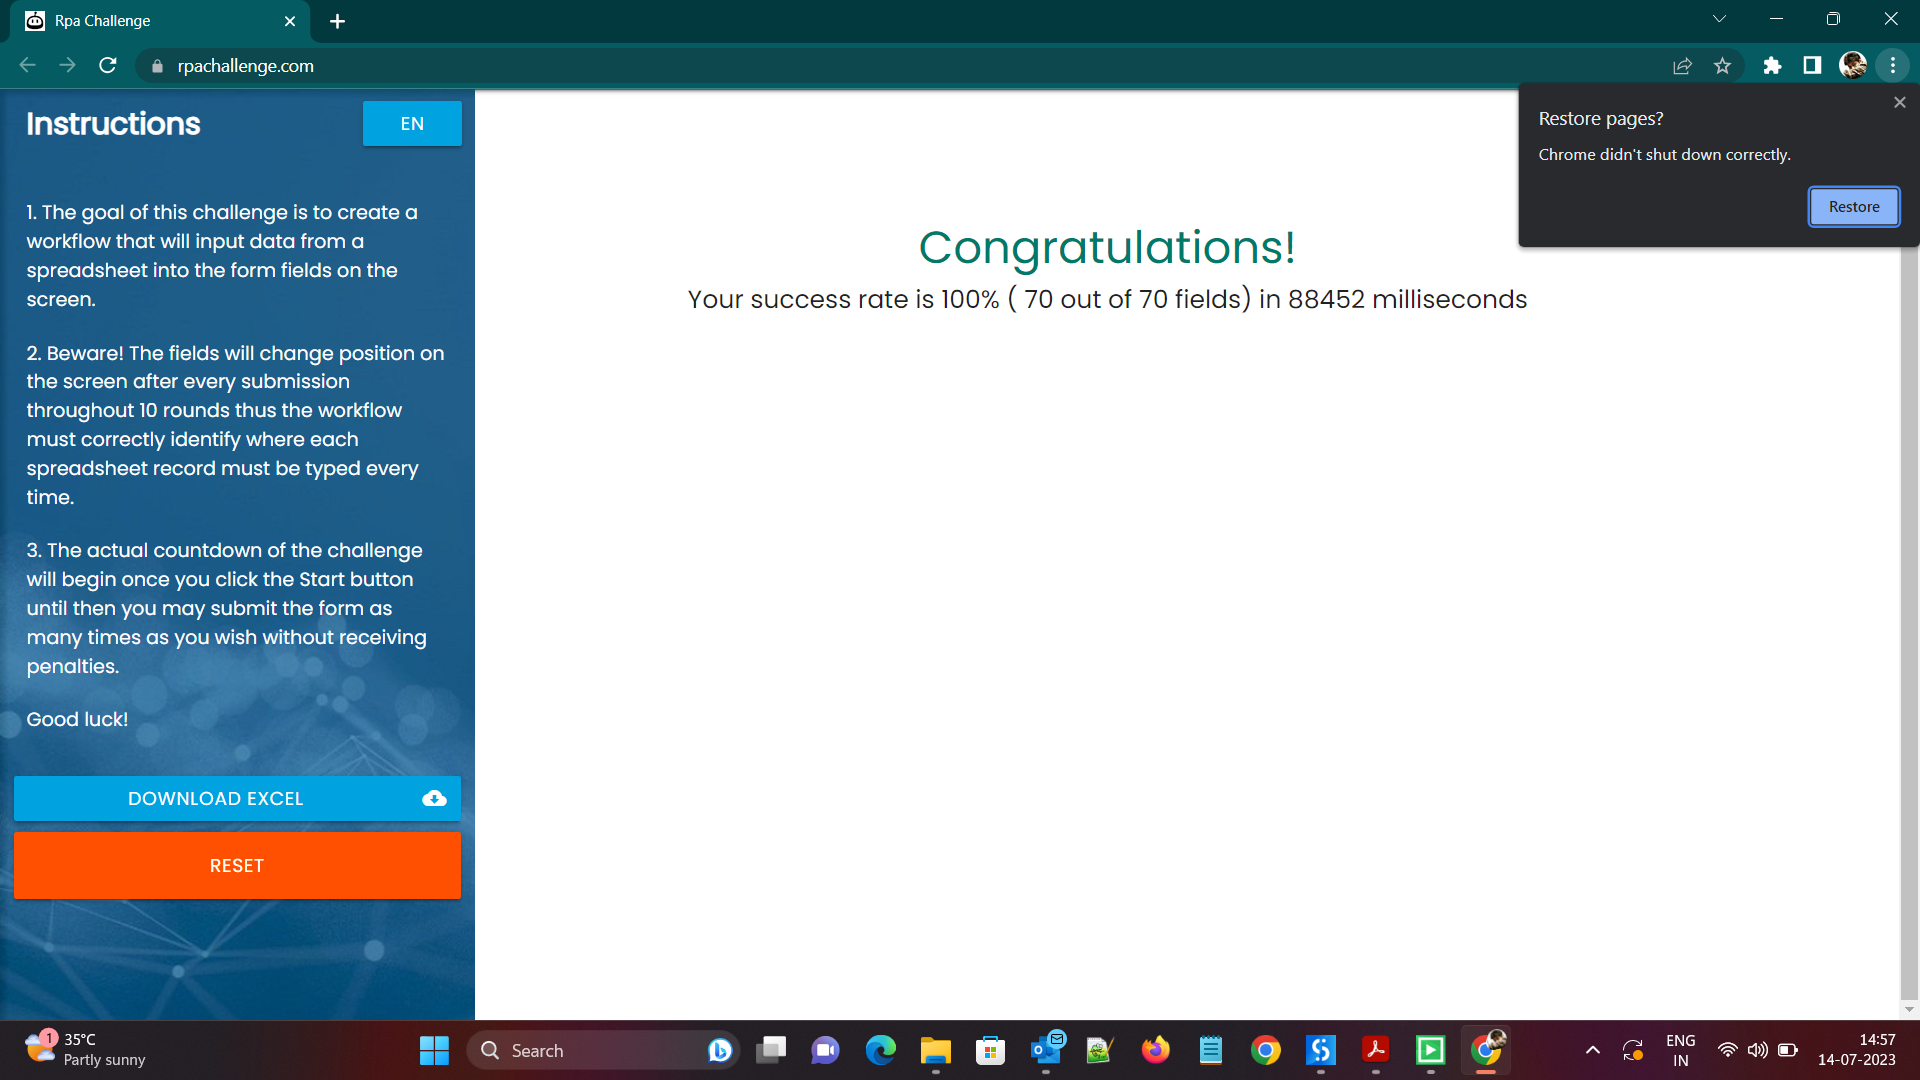 Rpa Challenge
rpachallenge.com
Instructions
EN
1. The goal of this challenge is to create a
workflow that will input data from a
spreadsheet into the form fields on the
screen.
2. Beware! The fields will change position on
the screen after every submission
throughout 10 rounds thus the workflow
must correctly identify where each
spreadsheet record must be typed every
time.
3. The actual countdown of the challenge
will begin once you click the Start button
until then you may submit the form as
many times as you wish without receiving
penalties.
Good luck!
DOWNLOAD EXCEL
RESET
Congratulations!
Your success rate is 100% ( 70 out of 70 fields) in 88452 milliseconds
Restore pages?
Chrome didn't shut down correctly.
Restore
1
35°C
Partly sunny
Search
ENG
IN
14:57
14-07-2023